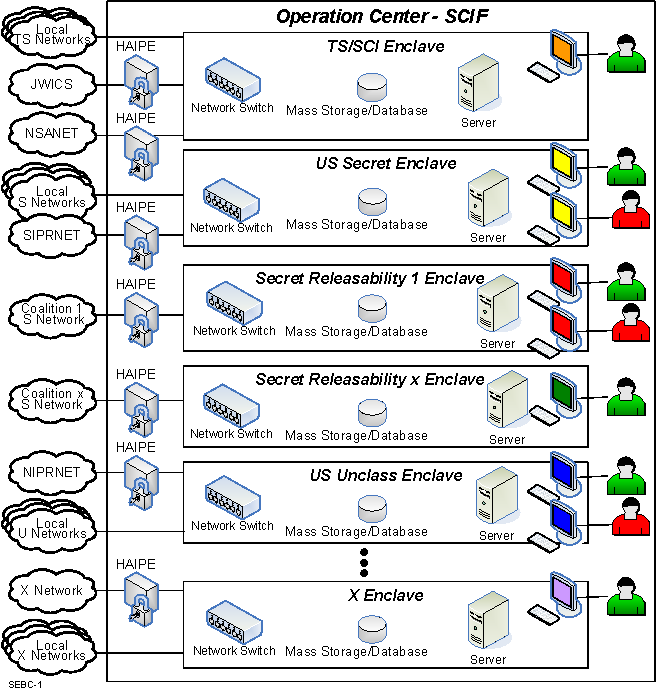 Operation Center - SCIF
Local
TS Networks
HAIPE
TS/SCI Enclave
JWICS
Network Switch
Mass Storage/Database
Server
HAIPE
NSANET
US Secret Enclave
Local
S Networks
HAIPE
Network Switch
Mass Storage/Database
Server
SIPRNET
Secret Releasability 1 Enclave
HAIPE
Coalition 1
S Network
Network Switch
Mass Storage/Database
Server
HAIPE
Secret Releasability x Enclave
Coalition x
S Network
Network Switch
Mass Storage/Database
Server
HAIPE
NIPRNET
US Unclass Enclave
Local
U Networks
Network Switch
Mass Storage/Database
Server
HAIPE
X Network
X Enclave
Local
X Networks
Network Switch
Mass Storage/Database
Server
SEBC-1